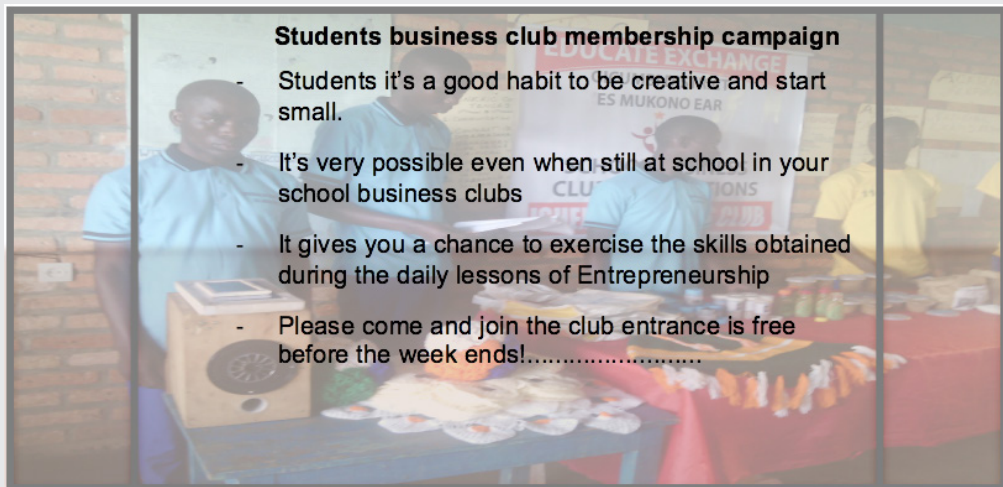 Students business club membership campaign
- Students it's a good habit to be creative and start
small.
- It's very possible even when still at school in your
school business clubs
- It gives you a chance to exercise the skills obtained
during the daily lessons of Entrepreneurship
- Please come and join the club entrance is free
before the week ends!........................
EDUCATE EXCHANGE
ES MUKONO EAR
CLUB